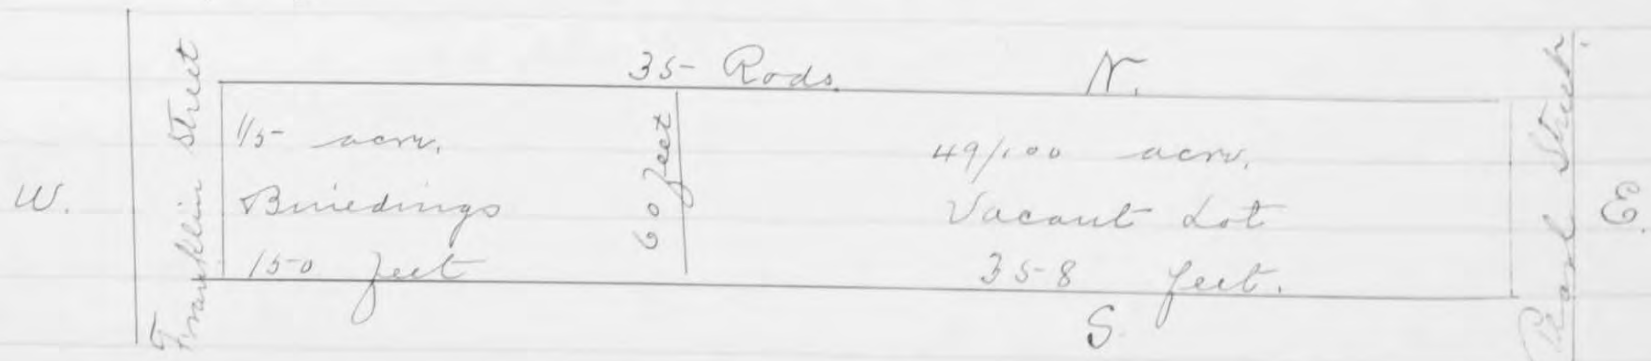 35 Rods. N.
W.
Franklin Street
1/5 acre.
Buildings
150 feet
60 feet
49/100 acre.
Vacant Lot
358 feet.
Pearl Street.
E.
S.